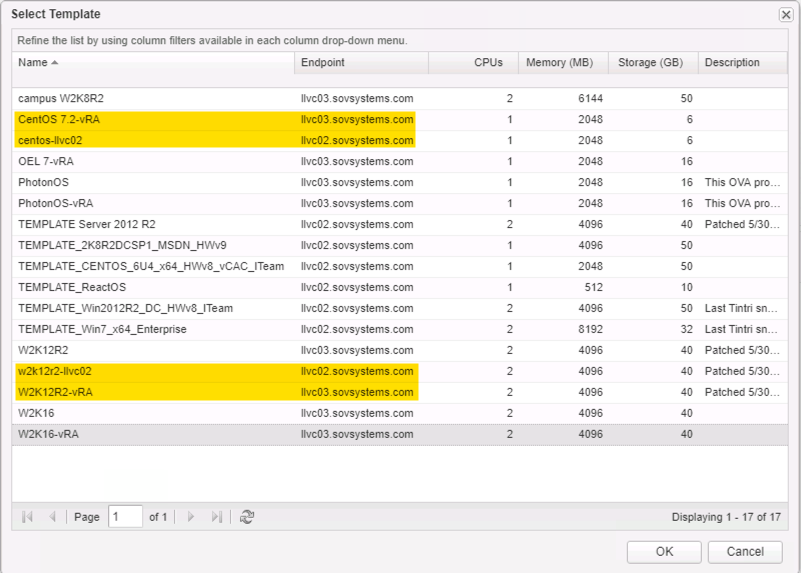 Select Template
Refine the list by using column filters available in each column drop-down menu.
Name Endpoint CPUs Memory (MB) Storage (GB) Description
campus W2K8R2 llvc03.sovsystems.com 2 6144 50
CentOS 7.2-vRA llvc03.sovsystems.com 1 2048 6
centos-llvc02 llvc02.sovsystems.com 1 2048 6
OEL 7-vRA llvc03.sovsystems.com 1 2048 16
PhotonOS llvc03.sovsystems.com 1 2048 16 This OVA pro...
PhotonOS-vRA llvc03.sovsystems.com 1 2048 16 This OVA pro...
TEMPLATE Server 2012 R2 llvc02.sovsystems.com 2 4096 40 Patched 5/30...
TEMPLATE_2K8R2DCSP1_MSDN_HWv9 llvc02.sovsystems.com 1 4096 50
TEMPLATE_CENTOS_6U4_x64_HWv8_vCAC_ITeam llvc02.sovsystems.com 1 2048 50
TEMPLATE_ReactOS llvc02.sovsystems.com 1 512 10
TEMPLATE_Win2012R2_DC_HWv8_ITeam llvc02.sovsystems.com 2 4096 50 Last Tintri sn...
TEMPLATE_Win7_x64_Enterprise llvc02.sovsystems.com 2 8192 32 Last Tintri sn...
W2K12R2 llvc03.sovsystems.com 2 4096 40 Patched 5/30...
w2k12r2-llvc02 llvc02.sovsystems.com 2 4096 40 Patched 5/30...
W2K12R2-vRA llvc03.sovsystems.com 2 4096 40 Patched 5/30...
W2K16 llvc03.sovsystems.com 2 4096 40
W2K16-vRA llvc03.sovsystems.com 2 4096 40
Page 1 of 1 Displaying 1 - 17 of 17
OK Cancel